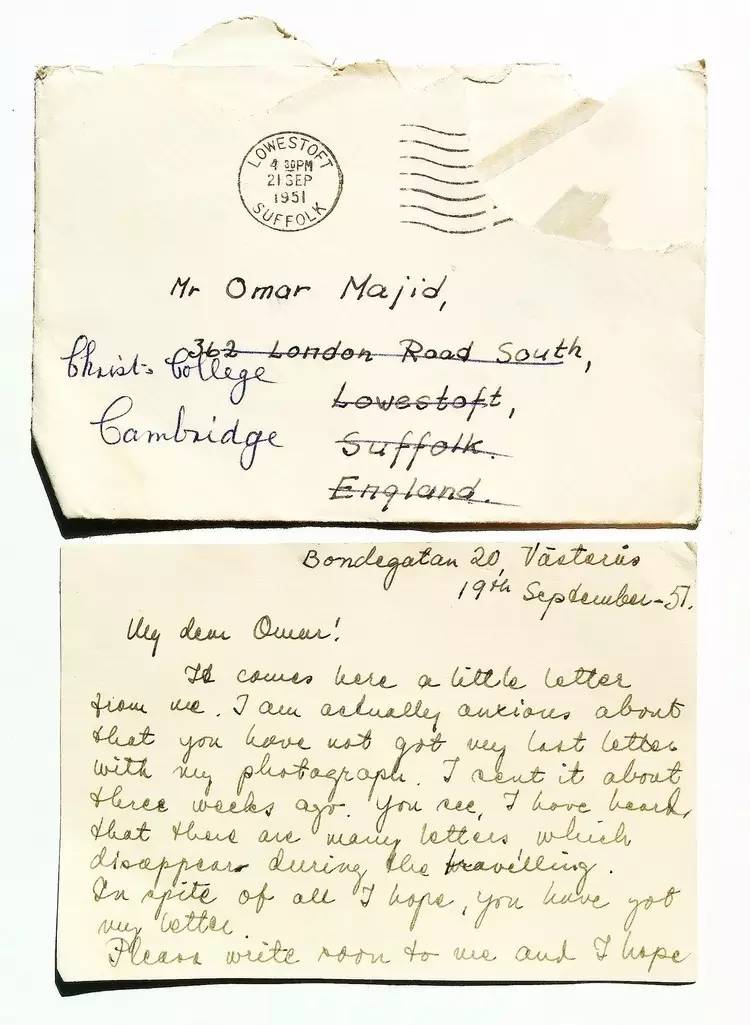 LOWESTOFT
4 30PM
21 SEP
1951
SUFFOLK
Mr Omar Majid,
362 London Road South,
Lowestoft,
Suffolk.
England.
Christ's College
Cambridge
Bondegatan 20, Västerås
19th September -51.
My dear Omar!
It comes here a little letter
from me. I am actually anxious about
that you have not got my last letter
with my photograph. I sent it about
three weeks ago. You see, I have heard,
that there are many letters which
disappear during the travelling.
In spite of all I hope, you have got
my letter.
Please write soon to me and I hope